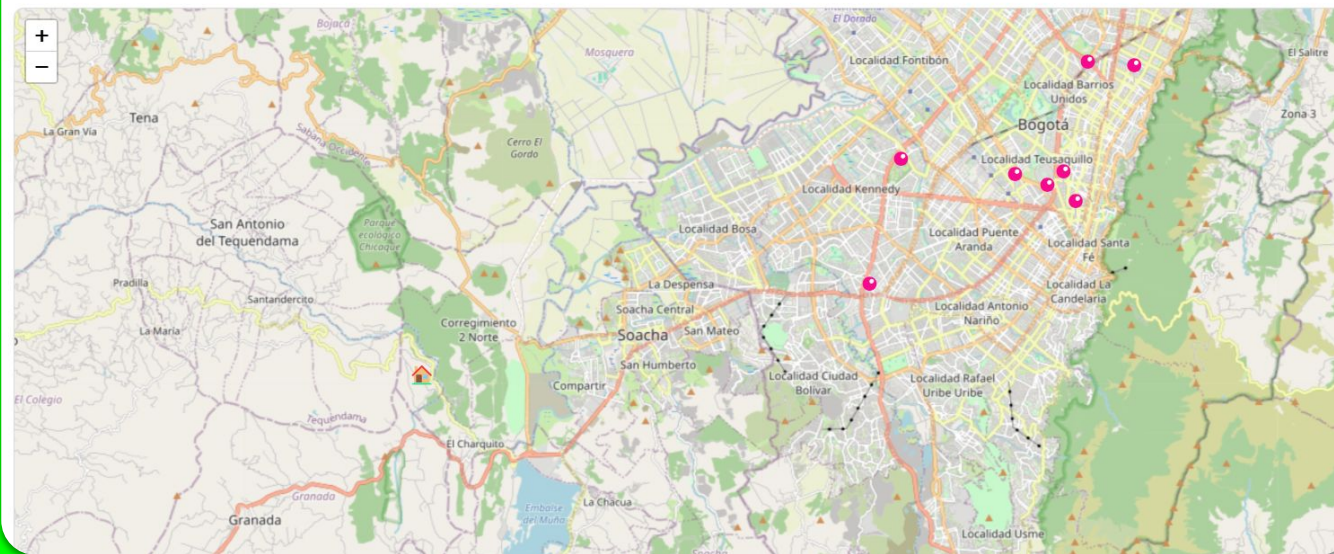 +
−
Bojacá
Mosquera
El Dorado
Localidad Fontibón
El Salitre
Localidad Barrios
Unidos
Zona 3
Tena
La Gran Vía
Sabana Occidente
Cerro El
Gordo
Bogotá
Localidad Teusaquillo
Localidad Kennedy
San Antonio
del Tequendama
Parque
ecológico
Chicaque
Localidad Bosa
Localidad Puente
Aranda
Localidad Santa
Fé
Pradilla
Santandercito
La Despensa
Localidad La
Candelaria
La María
Corregimiento
2 Norte
Soacha Central
Soacha
San Mateo
Localidad Antonio
Nariño
San Humberto
Compartir
Localidad Ciudad
Bolívar
Localidad Rafael
Uribe Uribe
El Colegio
Tequendama
El Charquito
Granada
Granada
Embalse
del Muña
La Chacua
Localidad Usme